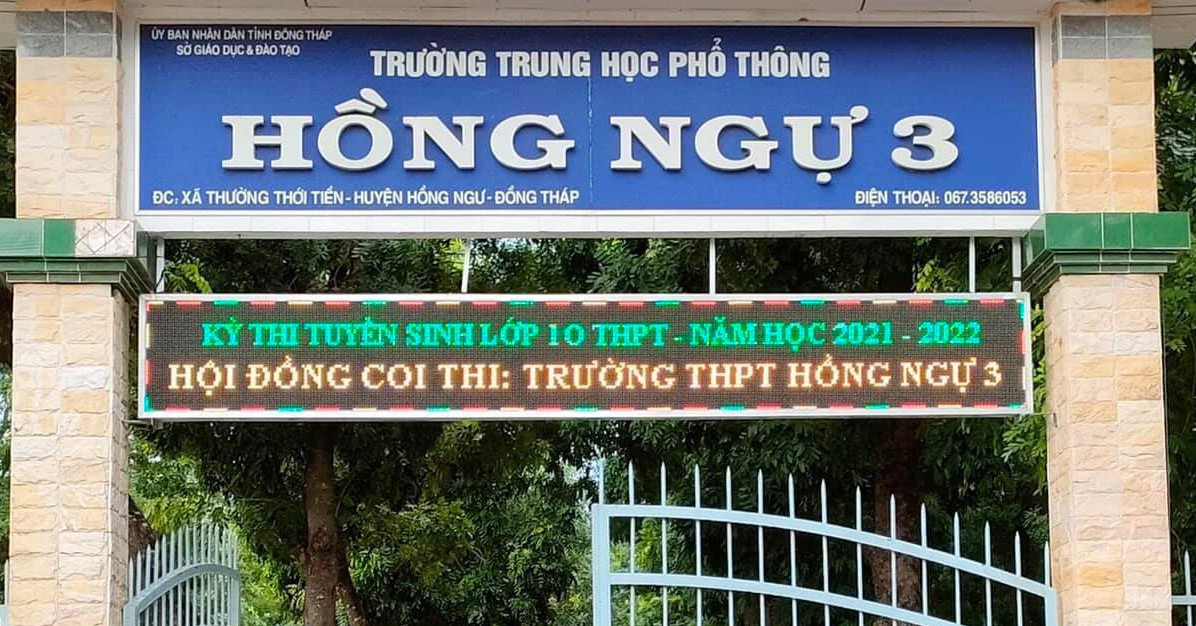 ỦY BAN NHÂN DÂN TỈNH ĐỒNG THÁP
SỞ GIÁO DỤC & ĐÀO TẠO
TRƯỜNG TRUNG HỌC PHỔ THÔNG
HỒNG NGỰ 3
ĐC: XÃ THƯỜNG THỚI TIỀN - HUYỆN HỒNG NGƯ - ĐỒNG THÁP
ĐIỆN THOẠI: 067.3586053
KỲ THI TUYỂN SINH LỚP 10 THPT - NĂM HỌC 2021 - 2022
HỘI ĐỒNG COI THI: TRƯỜNG THPT HỒNG NGỰ 3